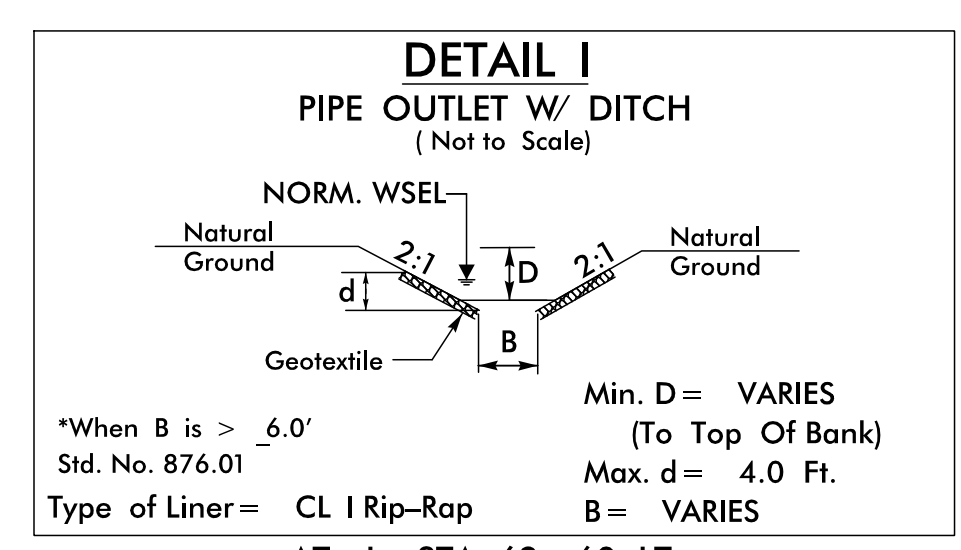 DETAIL I
PIPE OUTLET W/ DITCH
( Not to Scale)
NORM. WSEL
Natural
Ground
2:1
D
2:1
Natural
Ground
d
B
Geotextile
*When B is > _6.0'
Std. No. 876.01
Type of Liner= CL I Rip-Rap
Min. D= VARIES
(To Top Of Bank)
Max. d= 4.0 Ft.
B= VARIES